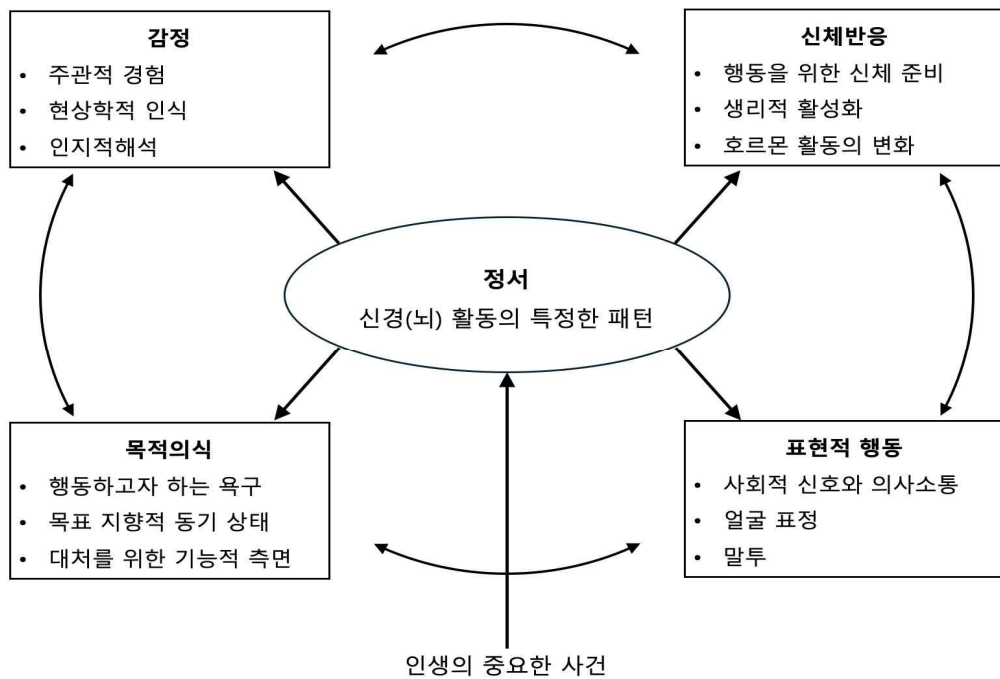 감정
• 주관적 경험
• 현상학적 인식
• 인지적해석
신체반응
• 행동을 위한 신체 준비
• 생리적 활성화
• 호르몬 활동의 변화
정서
신경(뇌) 활동의 특정한 패턴
목적의식
• 행동하고자 하는 욕구
• 목표 지향적 동기 상태
• 대처를 위한 기능적 측면
표현적 행동
• 사회적 신호와 의사소통
• 얼굴 표정
• 말투
인생의 중요한 사건